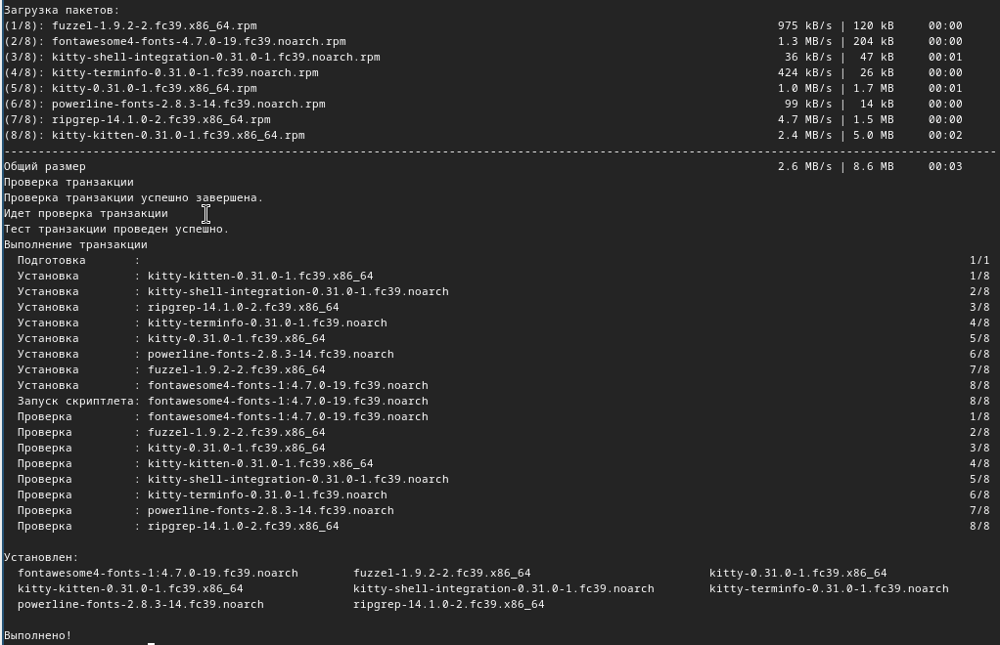 Загрузка пакетов:
(1/8): fuzzel-1.9.2-2.fc39.x86_64.rpm 975 kB/s | 120 kB 00:00
(2/8): fontawesome4-fonts-4.7.0-19.fc39.noarch.rpm 1.3 MB/s | 204 kB 00:00
(3/8): kitty-shell-integration-0.31.0-1.fc39.noarch.rpm 36 kB/s | 47 kB 00:01
(4/8): kitty-terminfo-0.31.0-1.fc39.noarch.rpm 424 kB/s | 26 kB 00:00
(5/8): kitty-0.31.0-1.fc39.x86_64.rpm 1.0 MB/s | 1.7 MB 00:01
(6/8): powerline-fonts-2.8.3-14.fc39.noarch.rpm 99 kB/s | 14 kB 00:00
(7/8): ripgrep-14.1.0-2.fc39.x86_64.rpm 4.7 MB/s | 1.5 MB 00:00
(8/8): kitty-kitten-0.31.0-1.fc39.x86_64.rpm 2.4 MB/s | 5.0 MB 00:02
--------------------------------------------------------------------------------
Общий размер 2.6 MB/s | 8.6 MB 00:03
Проверка транзакции
Проверка транзакции успешно завершена.
Идет проверка транзакции
Тест транзакции проведен успешно.
Выполнение транзакции
Подготовка : 1/1
Установка : kitty-kitten-0.31.0-1.fc39.x86_64 1/8
Установка : kitty-shell-integration-0.31.0-1.fc39.noarch 2/8
Установка : ripgrep-14.1.0-2.fc39.x86_64 3/8
Установка : kitty-terminfo-0.31.0-1.fc39.noarch 4/8
Установка : kitty-0.31.0-1.fc39.x86_64 5/8
Установка : powerline-fonts-2.8.3-14.fc39.noarch 6/8
Установка : fuzzel-1.9.2-2.fc39.x86_64 7/8
Установка : fontawesome4-fonts-1:4.7.0-19.fc39.noarch 8/8
Запуск скриптлета: fontawesome4-fonts-1:4.7.0-19.fc39.noarch 8/8
Проверка : fontawesome4-fonts-1:4.7.0-19.fc39.noarch 1/8
Проверка : fuzzel-1.9.2-2.fc39.x86_64 2/8
Проверка : kitty-0.31.0-1.fc39.x86_64 3/8
Проверка : kitty-kitten-0.31.0-1.fc39.x86_64 4/8
Проверка : kitty-shell-integration-0.31.0-1.fc39.noarch 5/8
Проверка : kitty-terminfo-0.31.0-1.fc39.noarch 6/8
Проверка : powerline-fonts-2.8.3-14.fc39.noarch 7/8
Проверка : ripgrep-14.1.0-2.fc39.x86_64 8/8
Установлен:
fontawesome4-fonts-1:4.7.0-19.fc39.noarch fuzzel-1.9.2-2.fc39.x86_64 kitty-0.31.0-1.fc39.x86_64
kitty-kitten-0.31.0-1.fc39.x86_64 kitty-shell-integration-0.31.0-1.fc39.noarch kitty-terminfo-0.31.0-1.fc39.noarch
powerline-fonts-2.8.3-14.fc39.noarch ripgrep-14.1.0-2.fc39.x86_64
Выполнено!